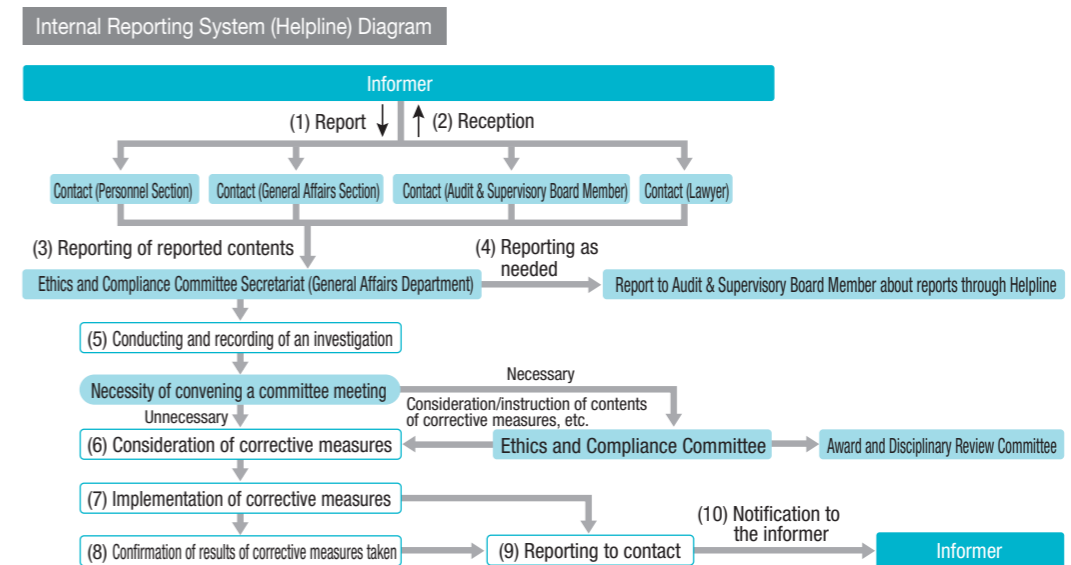 Internal Reporting System (Helpline) Diagram
Informer
(1) Report
(2) Reception
Contact (Personnel Section)
Contact (General Affairs Section)
Contact (Audit & Supervisory Board Member)
Contact (Lawyer)
(3) Reporting of reported contents
(4) Reporting as
needed
Ethics and Compliance Committee Secretariat (General Affairs Department)
Report to Audit & Supervisory Board Member about reports through Helpline
(5) Conducting and recording of an investigation
Necessity of convening a committee meeting
Necessary
Unnecessary
Consideration/instruction of contents
of corrective measures, etc.
(6) Consideration of corrective measures
Ethics and Compliance Committee
Award and Disciplinary Review Committee
(7) Implementation of corrective measures
(8) Confirmation of results of corrective measures taken
(9) Reporting to contact
(10) Notification to
the informer
Informer